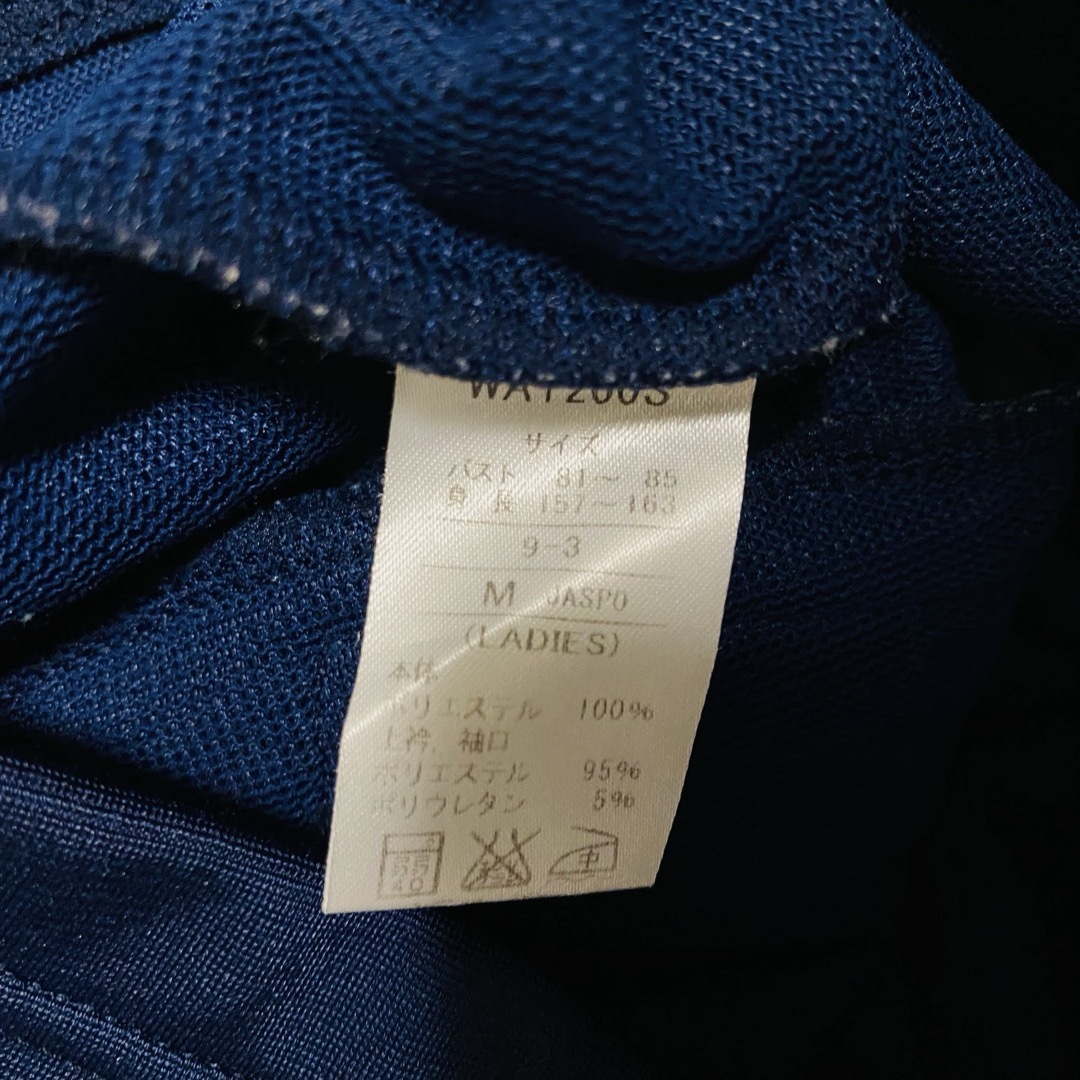 WA1200S
サイズ
バスト 81～ 85
身 長 157～163
9-3
M JASPO
(LADIES)
本体
ポリエステル 100%
上衿、袖口
ポリエステル 95%
ポリウレタン 5%
中